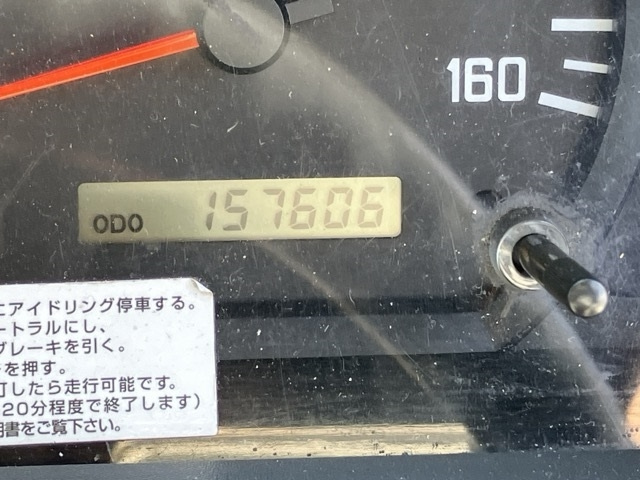 160
ODO 157606
アイドリング停車する。
ートラルにし、
ブレーキを引く。
を押す。
したら走行可能です。
20分程度で終了します)
書をご覧下さい。